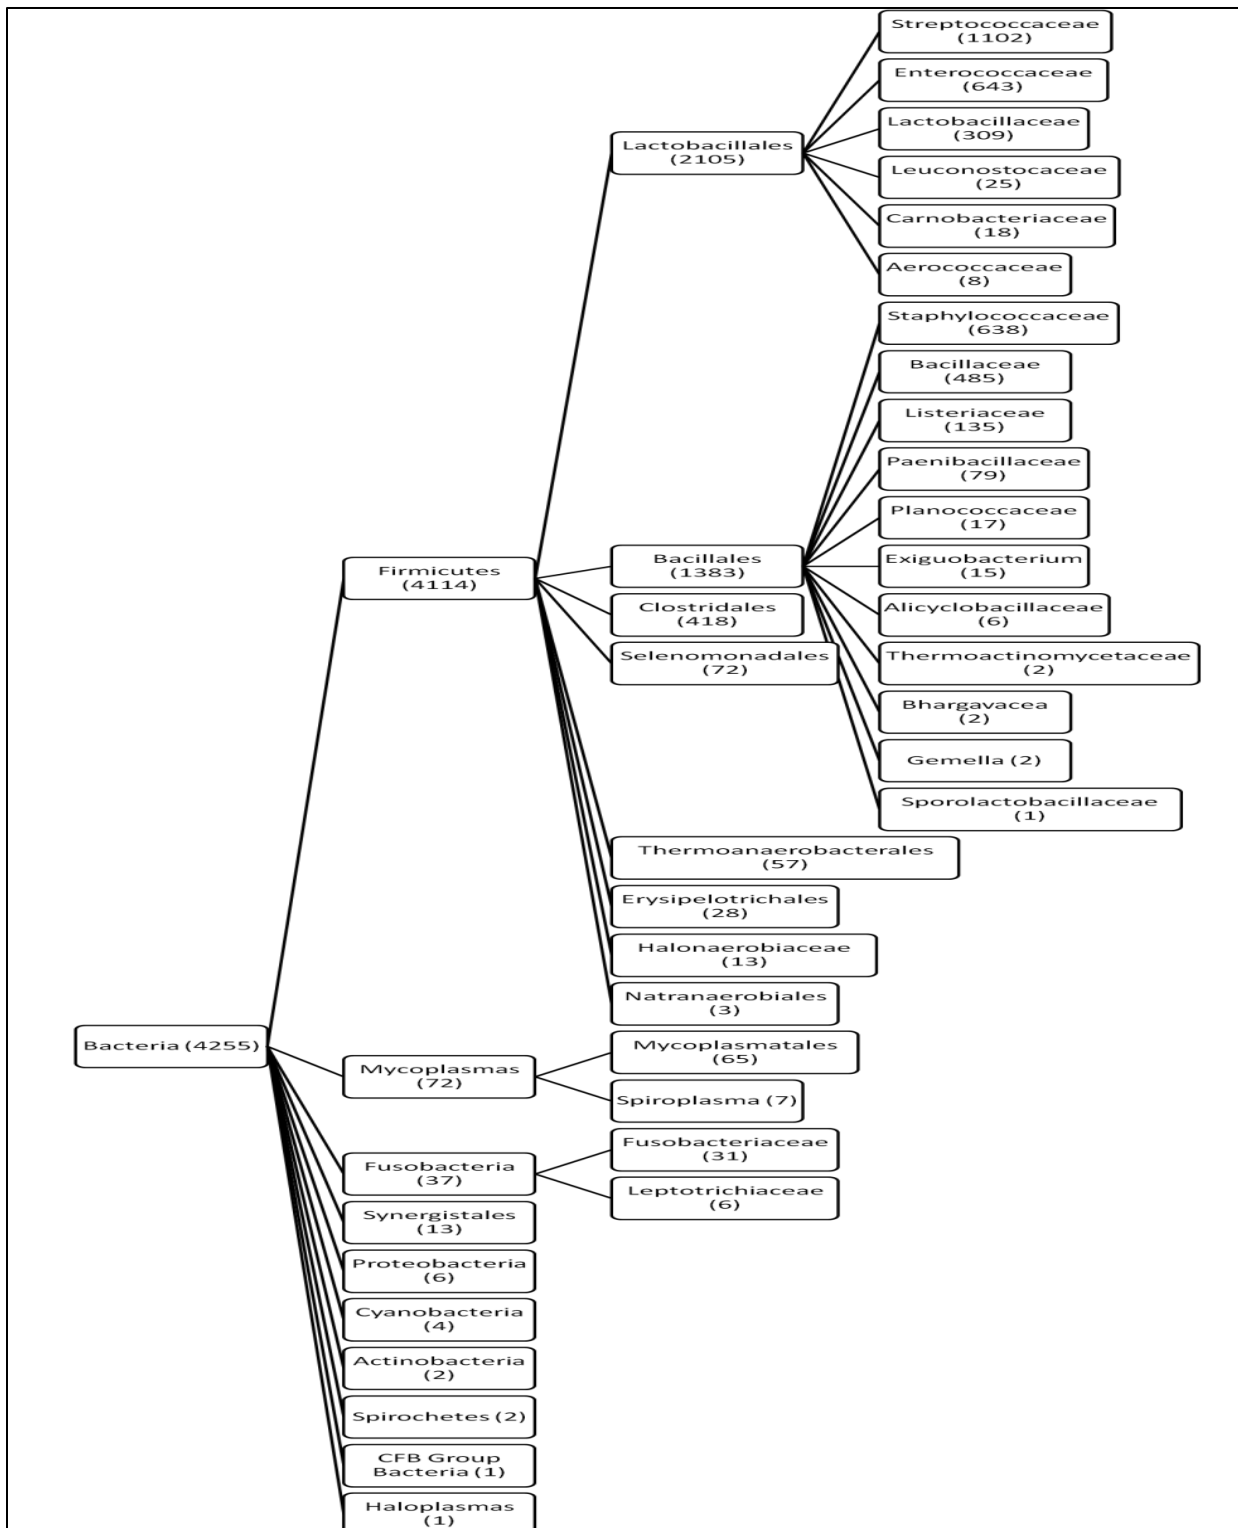 Streptococcaceae
(1102)
Enterococcaceae
(643)
Lactobacillaceae
(309)
Lactobacillales
(2105)
Leuconostocaceae
(25)
Carnobacteriaceae
(18)
Aerococcaceae
(8)
Staphylococcaceae
(638)
Bacillaceae
(485)
Listeriaceae
(135)
Paenibacillaceae
(79)
Planococcaceae
(17)
Firmicutes
(4114)
Bacillales
(1383)
Exiguobacterium
(15)
Clostridales
(418)
Alicyclobacillaceae
(6)
Selenomonadales
(72)
Thermoactinomycetaceae
(2)
Bhargavacea
(2)
Gemella (2)
Sporolactobacillaceae
(1)
Thermoanaerobacterales
(57)
Erysipelotrichales
(28)
Halonaerobiaceae
(13)
Natranaerobiales
(3)
Bacteria (4255)
Mycoplasmas
(72)
Mycoplasmatales
(65)
Spiroplasma (7)
Fusobacteria
(37)
Fusobacteriaceae
(31)
Leptotrichiaceae
(6)
Synergistales
(13)
Proteobacteria
(6)
Cyanobacteria
(4)
Actinobacteria
(2)
Spirochetes (2)
CFB Group
Bacteria (1)
Haloplasmas
(1)